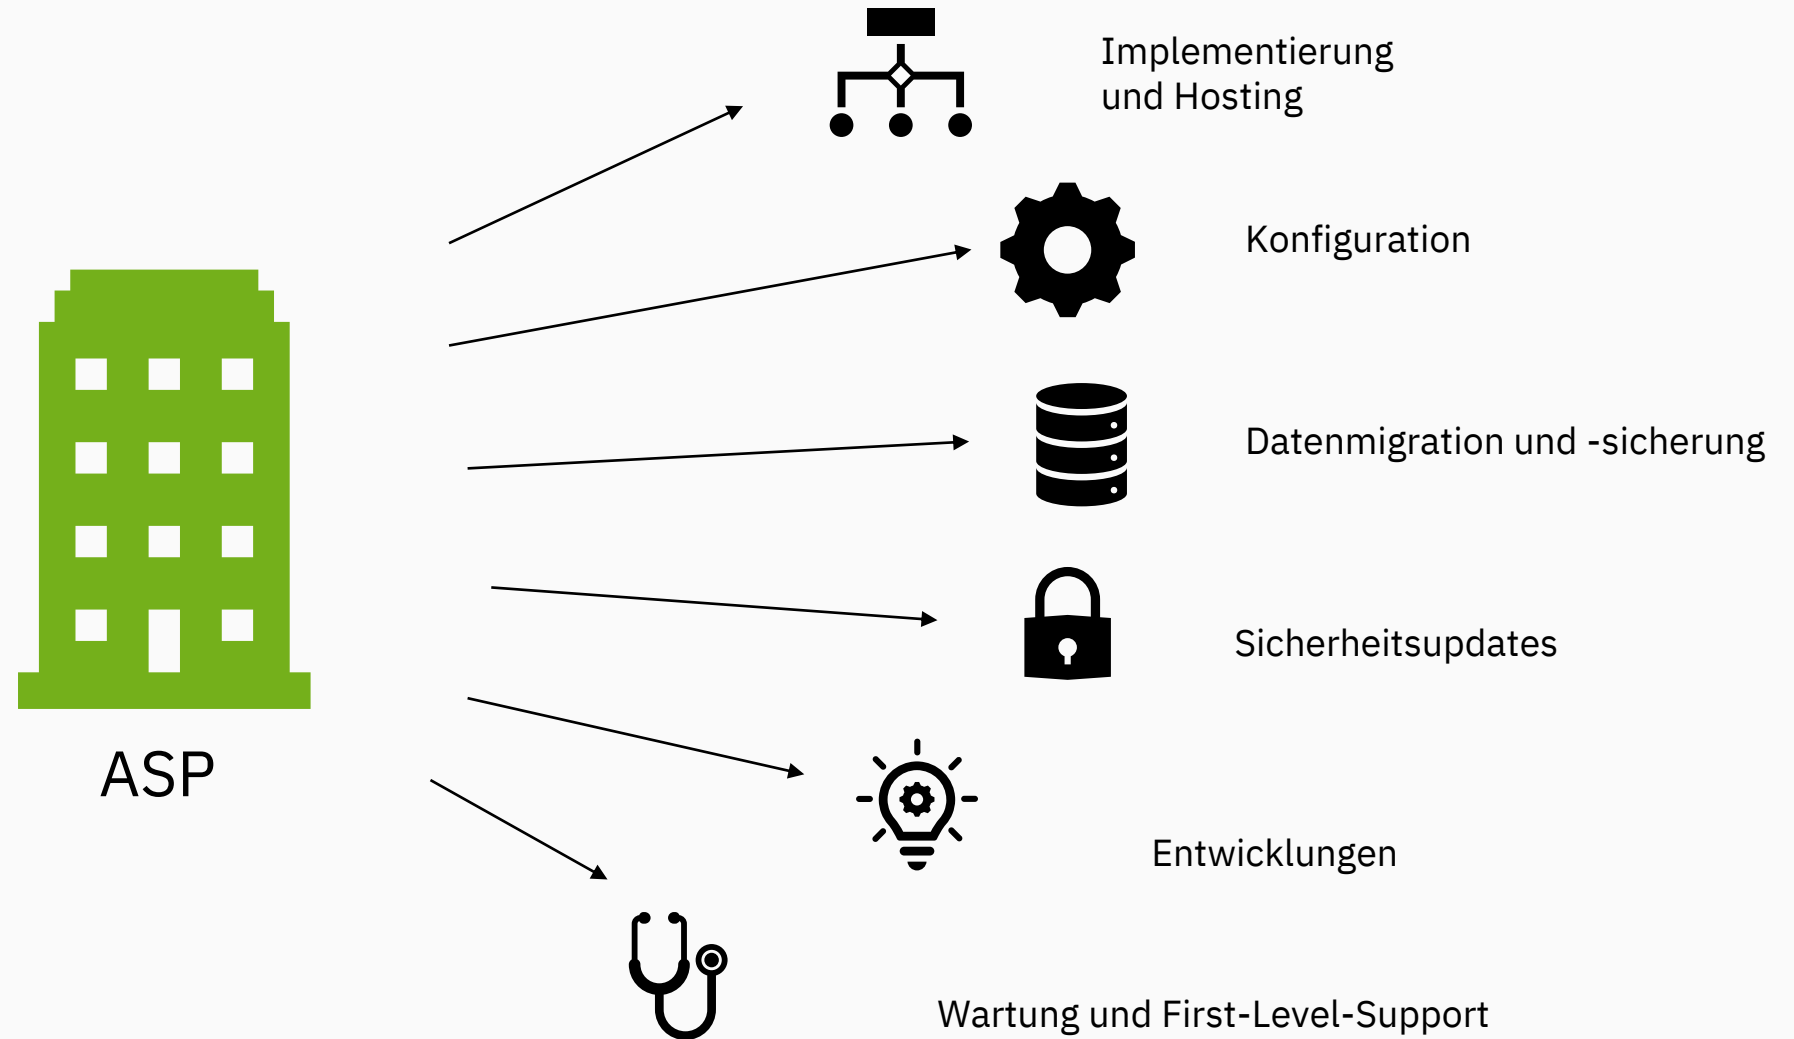 Implementierung
und Hosting
Konfiguration
Datenmigration und -sicherung
Sicherheitsupdates
ASP
Entwicklungen
Wartung und First-Level-Support